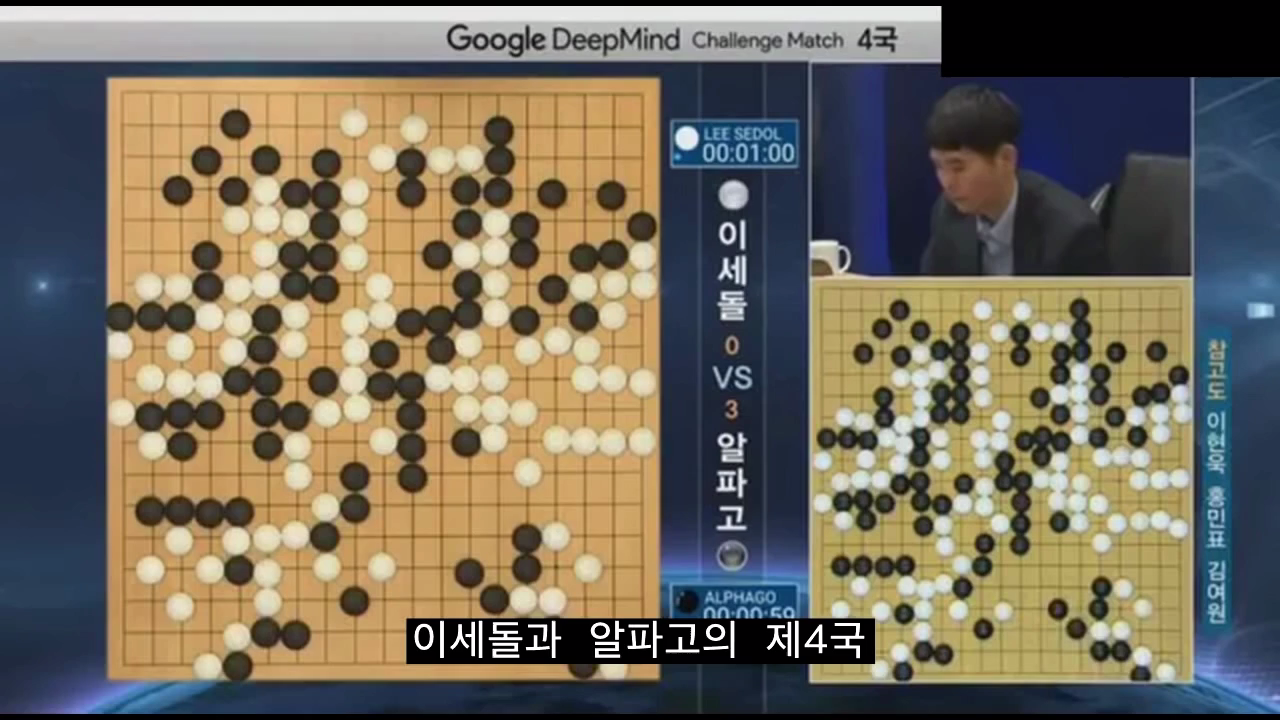 Google DeepMind Challenge Match 4국
LEE SEDOL
00:01:00
이세돌
0
VS
3
알파고
ALPHAGO
00:00:59
참고도 이현욱 홍민표 김여원
이세돌과 알파고의 제4국